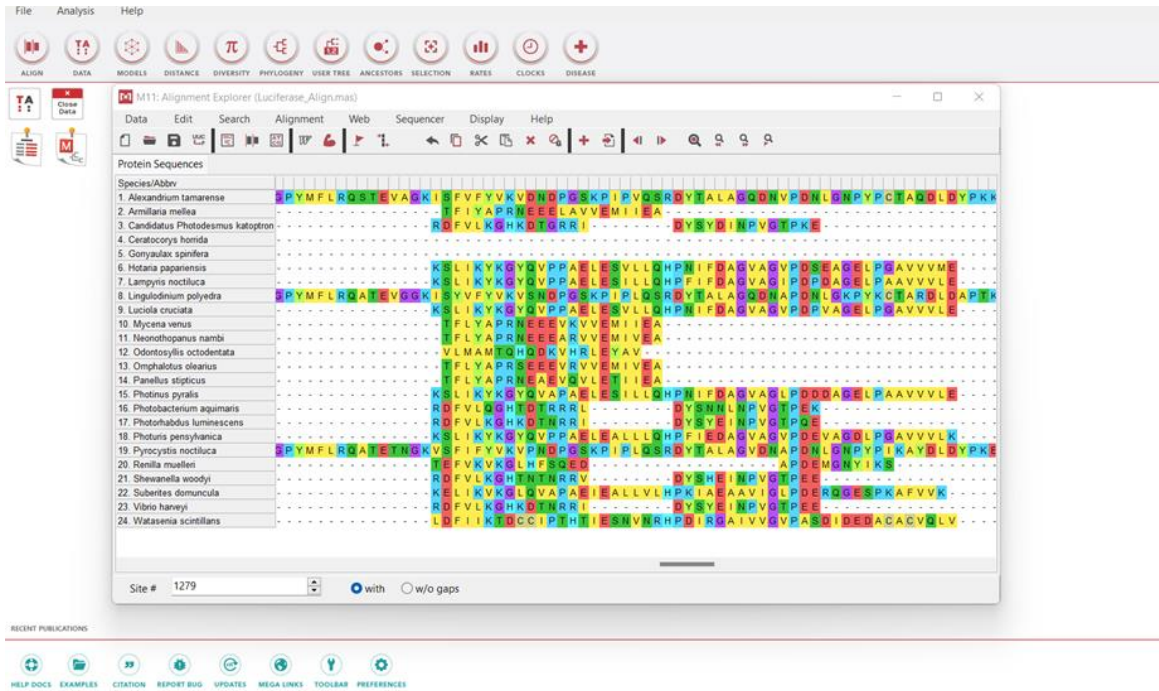 File Analysis Help
ALIGN DATA MODELS DISTANCE DIVERSITY PHYLOGENY USER TREE ANCESTORS SELECTION RATES CLOCKS DISEASE
TA
Close Data
M11: Alignment Explorer (Luciferase_Align.mas)
Data Edit Search Alignment Web Sequencer Display Help
Protein Sequences
Species/Abbrv
1. Alexandrium tamarense GPYMFLRQSTEVAGKISFVFYVKVDNDPGSKPIPVQSRDYTALAGQDNVPDNLGNPYPCTAQDLDYPKK
2. Armillaria mellea TFIYAPRNEEELAVVEMIIEA
3. Candidatus Photodesmus katoptron RDFVLKGHKDTGRRI DYSYDINPVGTPKE
4. Ceratocorys horrida
5. Gonyaulax spinifera
6. Hotaria papariensis KSLIKYKGYQVPPAELESVLLQHPNIFDAGVAGVPDSEAGELPGAVVVME
7. Lampyris noctiluca KSLIKYKGYQVPPAELESILLQHPFIFDAGVAGIPDPDAGELPAAVVVLE
8. Lingulodinium polyedra GPYMFLRQATEVGGKISYVFYVKVSNDPGSKPIPLQSRDYTALAGQDNAPDNLGKPYKCTARDLDAPTK
9. Luciola cruciata KSLIKYKGYQVPPAELESVLLQHPNIFDAGVAGVPDPVAGELPGAVVVLE
10. Mycena venus TFLYAPRNEEEVKVVEMIIEA
11. Neonothopanus nambi TFLYAPRNEEEARVVEMIVEA
12. Odontosyllis octodentata VLMAMTQHQDKVHRLEYAV
13. Omphalotus olearius TFLYAPRSEEEVRVVEMIVEA
14. Panellus stipticus TFLYAPRNEAEVQVLETIIEA
15. Photinus pyralis KSLIKYKGYQVAPAELESILLQHPNIFDAGVAGLPDDDAGELPAAVVVLE
16. Photobacterium aquimaris RDFVLQGHTDTRRRL DYSNNLNPVGTPEK
17. Photorhabdus luminescens RDFVLKGHKDTNRRI DYSYEINPVGTPQE
18. Photuris pensylvanica KSLIKYKGYQVPPAELEALLLQHPFIEDAGVAGVPDEVAGDLPGAVVVLK
19. Pyrocystis noctiluca GPYMFLRQATETNGKVSFIFYVKVPNDPGSKPIPLQSRDYTALAGVDNAPDNLGNPYPIKAYDLDYPKE
20. Renilla muelleri TEFVKVKGLHFSQED APDEMGNYIKS
21. Shewanella woodyi RDFVLKGHTNTNRRV DYSHEINPVGTPEE
22. Suberites domuncula KELIKVKGLQVAPAEIEALLVLHPKIAEAAVIGLPDERQGESPKAFVVK
23. Vibrio harveyi RDFVLKGHKDTNRRI DYSYEINPVGTPEE
24. Watasenia scintillans LDFIIKTDCCIPTHTIESNVNRHPDIRGAIVVGVPASDIDEDACACVQLV
Site # 1279 with w/o gaps
RECENT PUBLICATIONS
HELP DOCS EXAMPLES CITATION REPORT BUG UPDATES MEGA LINKS TOOLBAR PREFERENCES